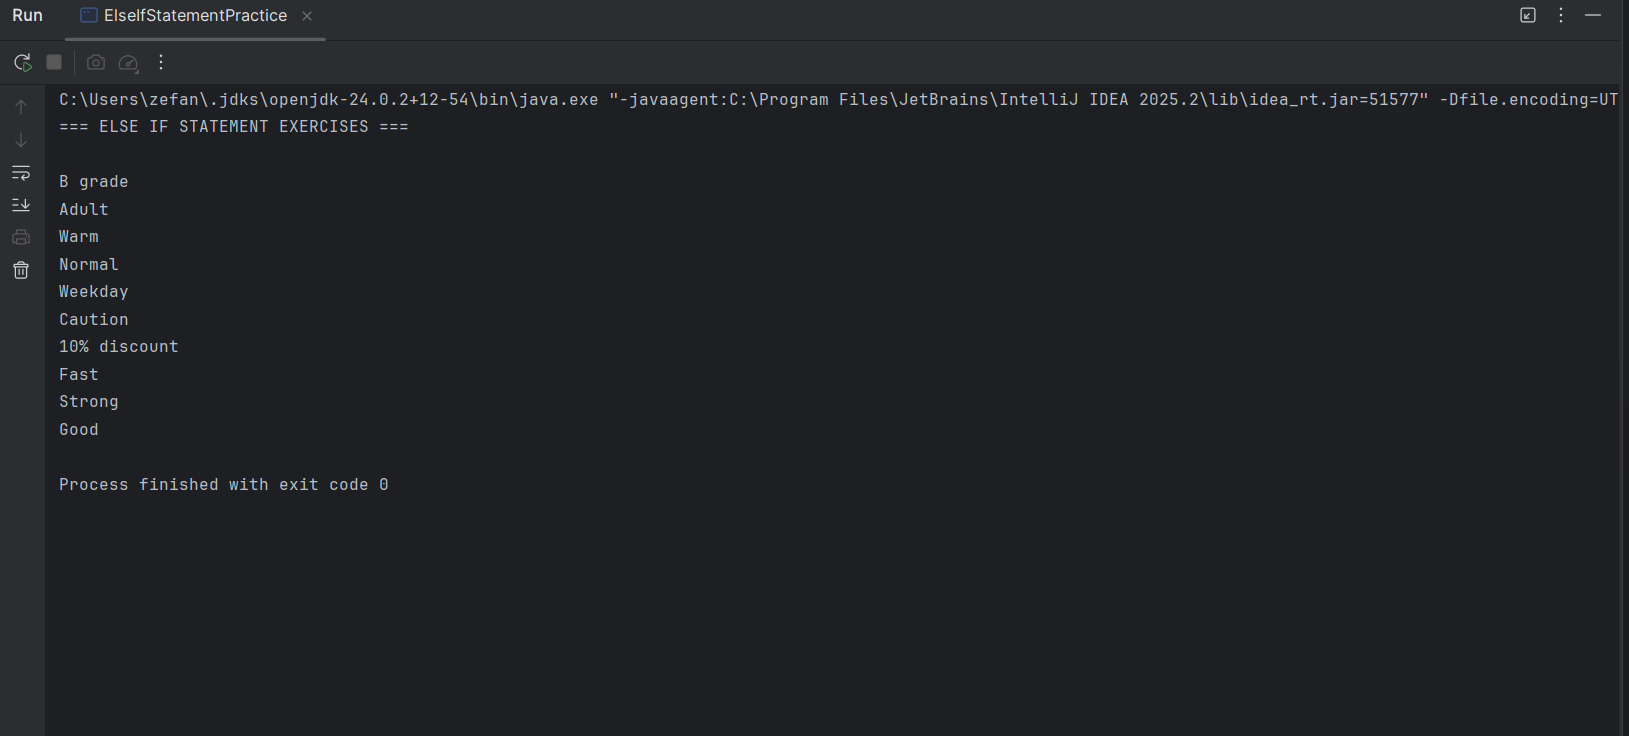 Run ElseIfStatementPractice
C:\Users\zefan\.jdks\openjdk-24.0.2+12-54\bin\java.exe "-javaagent:C:\Program Files\JetBrains\IntelliJ IDEA 2025.2\lib\idea_rt.jar=51577" -Dfile.encoding=UT
=== ELSE IF STATEMENT EXERCISES ===
B grade
Adult
Warm
Normal
Weekday
Caution
10% discount
Fast
Strong
Good
Process finished with exit code 0